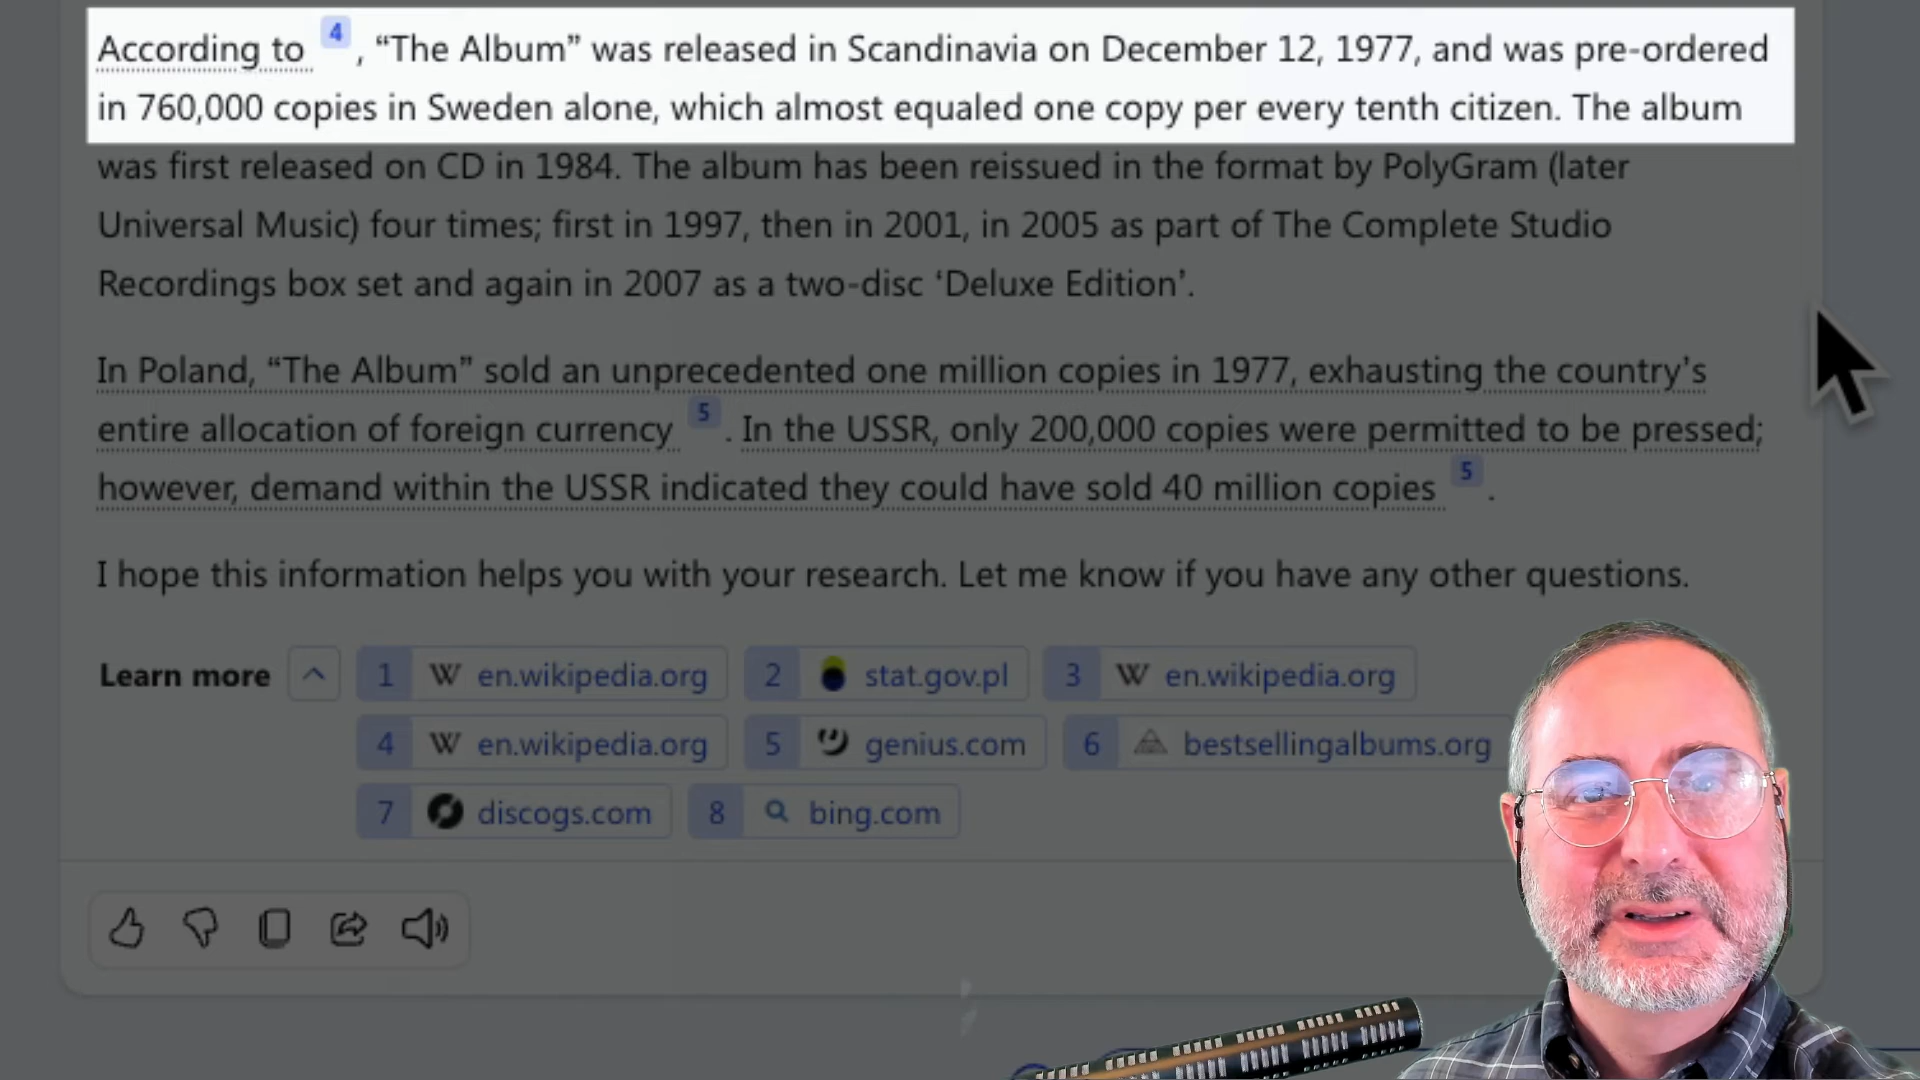 According to 4, “The Album” was released in Scandinavia on December 12, 1977, and was pre-ordered
in 760,000 copies in Sweden alone, which almost equaled one copy per every tenth citizen. The album
was first released on CD in 1984. The album has been reissued in the format by PolyGram (later
Universal Music) four times; first in 1997, then in 2001, in 2005 as part of The Complete Studio
Recordings box set and again in 2007 as a two-disc ‘Deluxe Edition’.
In Poland, “The Album” sold an unprecedented one million copies in 1977, exhausting the country's
entire allocation of foreign currency 5. In the USSR, only 200,000 copies were permitted to be pressed;
however, demand within the USSR indicated they could have sold 40 million copies 5.
I hope this information helps you with your research. Let me know if you have any other questions.
Learn more 1 W en.wikipedia.org 2 stat.gov.pl 3 W en.wikipedia.org
4 W en.wikipedia.org 5 genius.com 6 bestsellingalbums.org
7 discogs.com 8 bing.com